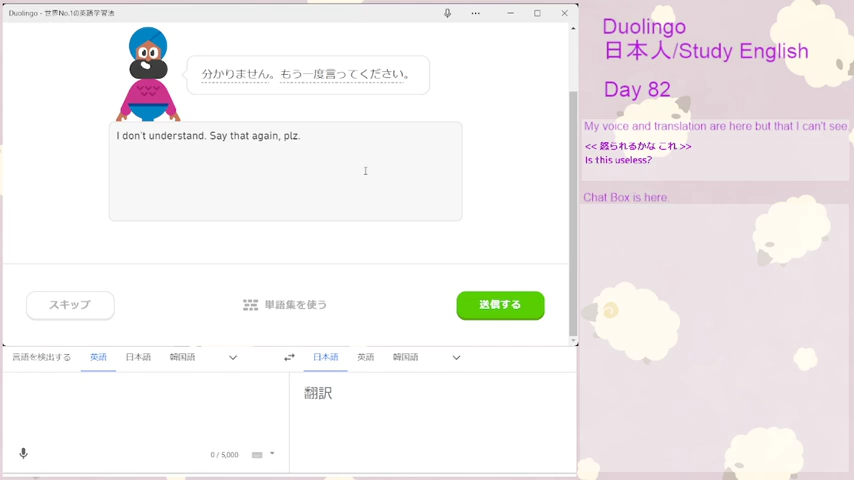 Duolingo - 世界No.1の英語学習法
分かりません。もう一度言ってください。
I don't understand. Say that again, plz.
スキップ
単語集を使う
送信する
言語を検出する 英語 日本語 韓国語
日本語 英語 韓国語
翻訳
0 / 5,000
Duolingo
日本人/Study English
Day 82
My voice and translation are here but that I can't see
<< 怒られるかな これ >>
Is this useless?
Chat Box is here.